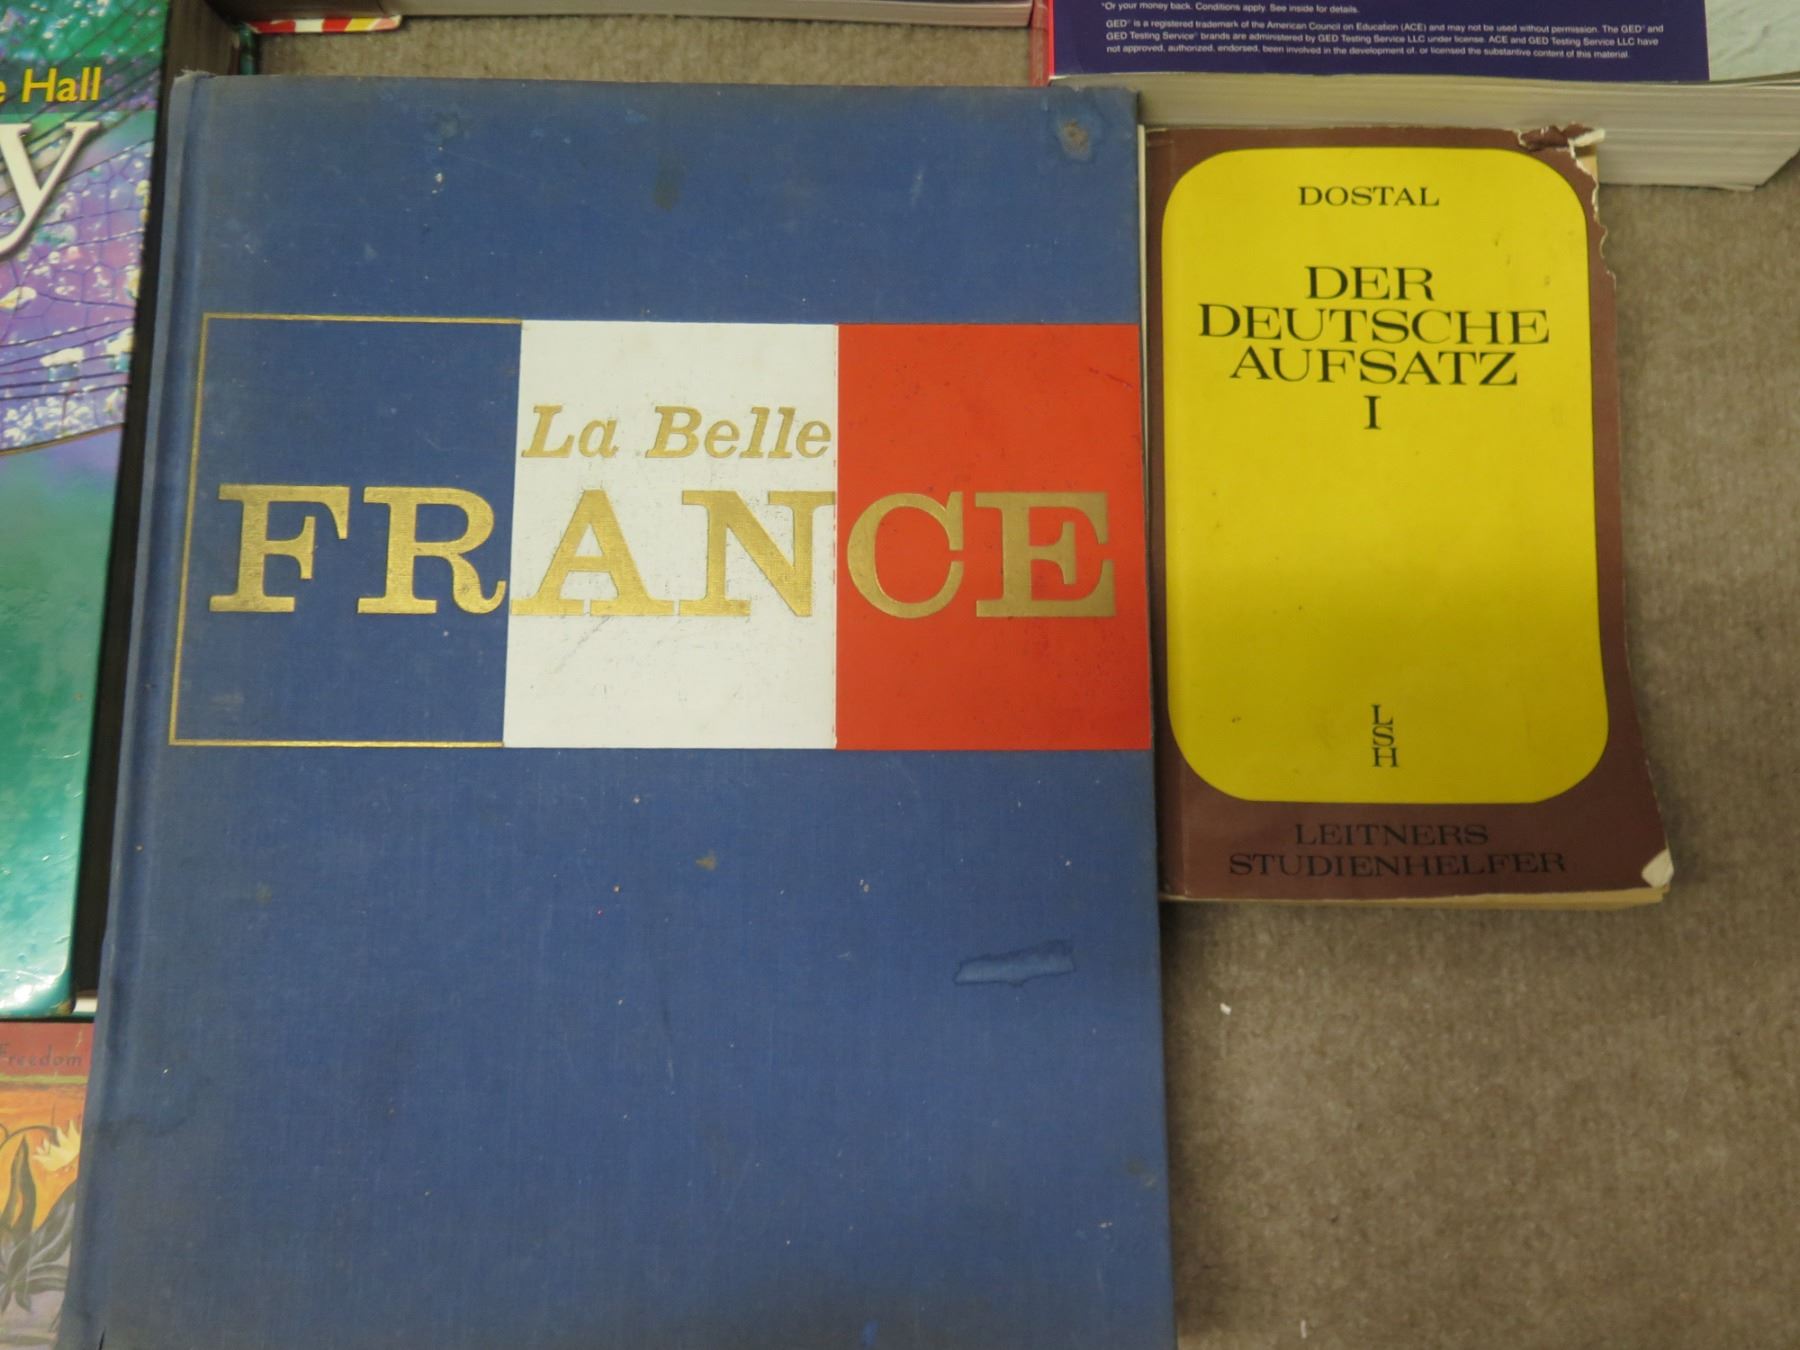 *Or your money back. Conditions apply. See inside for details.
GED® is a registered trademark of the American Council on Education (ACE) and may not be used without permission. The GED® and
GED Testing Service® brands are administered by GED Testing Service LLC under license. ACE and GED Testing Service LLC have
not approved, authorized, endorsed, been involved in the development of, or licensed the substantive content of this material.
e Hall
y
La Belle
FRANCE
DOSTAL
DER
DEUTSCHE
AUFSATZ
I
LSH
LEITNERS
STUDIENHELFER
Freedom